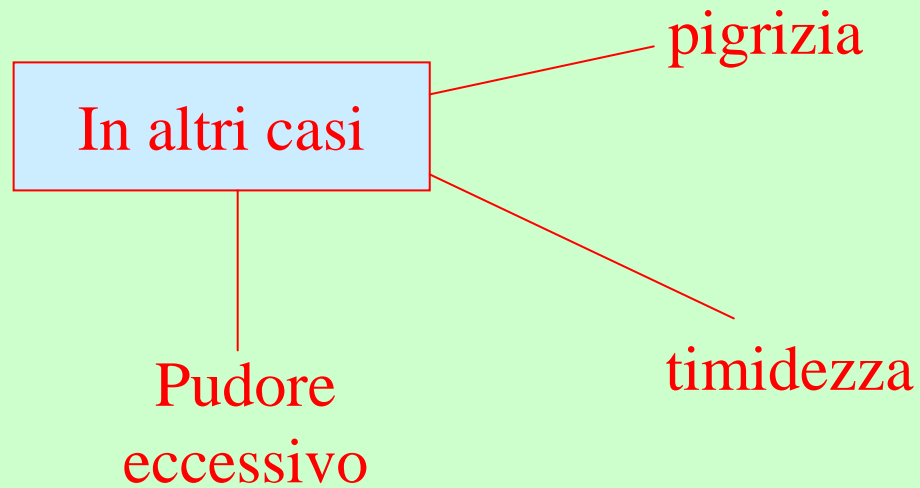 pigrizia
In altri casi
timidezza
Pudore
eccessivo